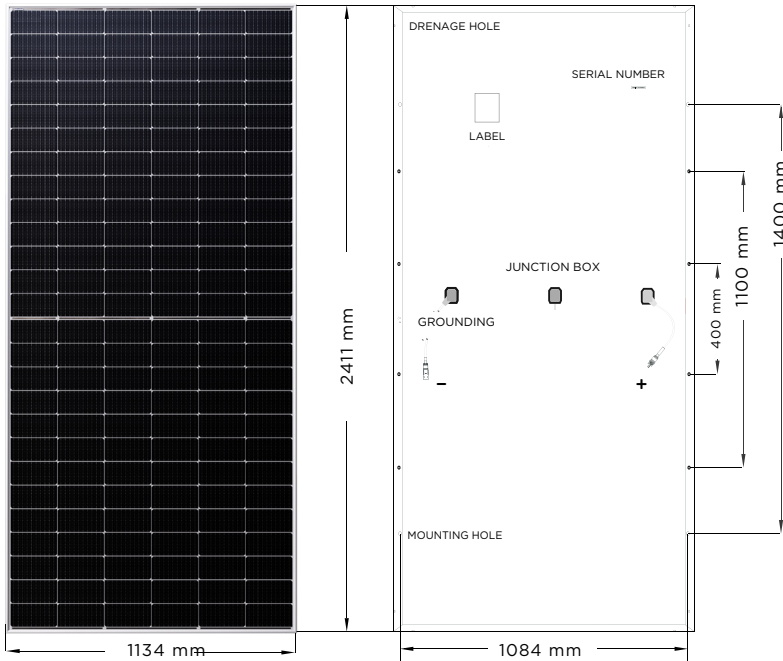 DRENAGE HOLE
SERIAL NUMBER
LABEL
JUNCTION BOX
GROUNDING
–
+
MOUNTING HOLE
2411 mm
400 mm
1100 mm
1400 mm
1134 mm
1084 mm